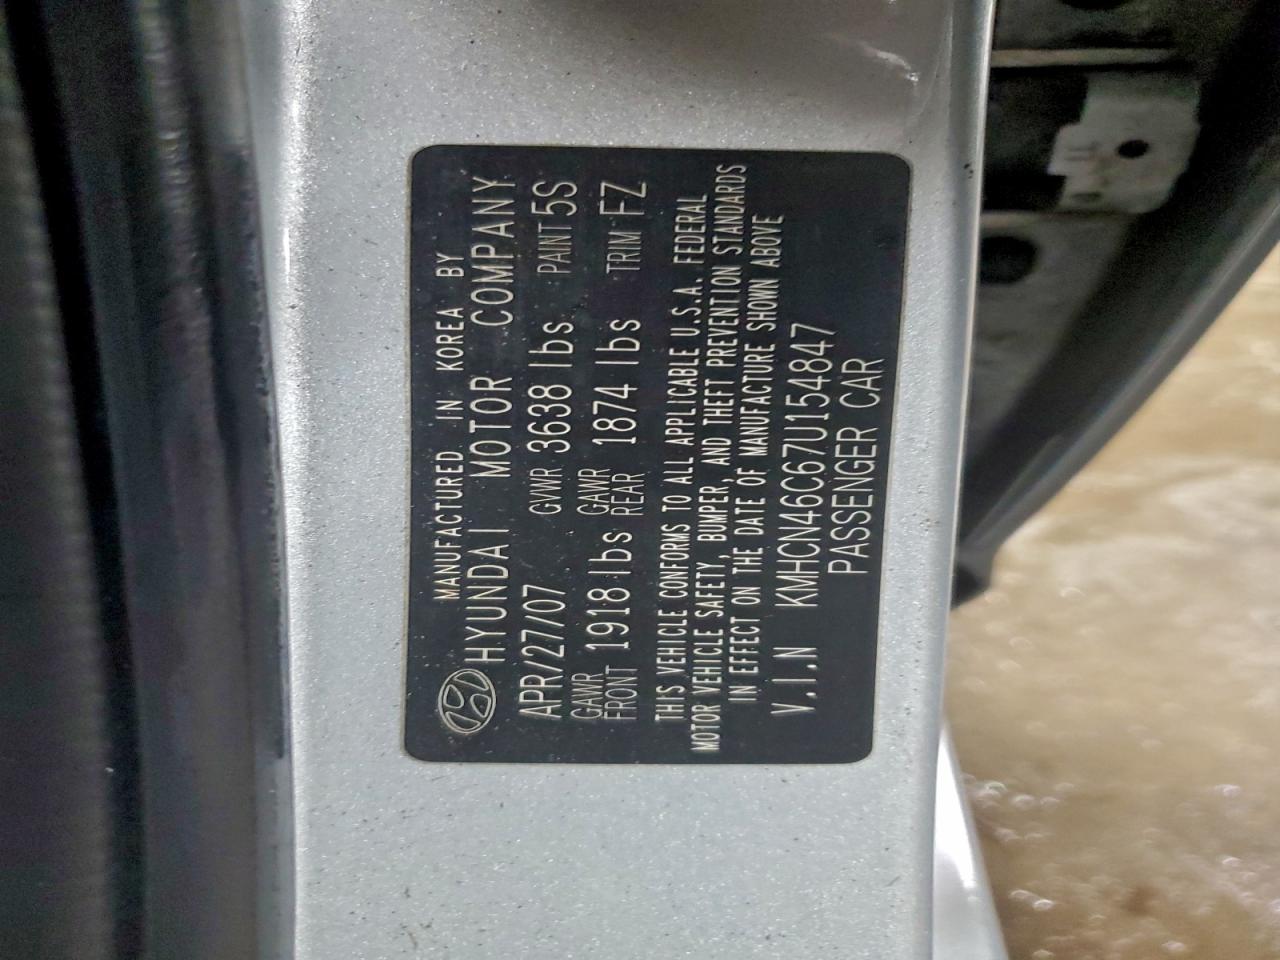 MANUFACTURED IN KOREA BY
HYUNDAI MOTOR COMPANY
APR/27/07 GVWR 3638 lbs PAINT 5S
GAWR FRONT 1918 lbs GAWR REAR 1874 lbs TRIM FZ
THIS VEHICLE CONFORMS TO ALL APPLICABLE U.S.A. FEDERAL
MOTOR VEHICLE SAFETY, BUMPER, AND THEFT PREVENTION STANDARDS
IN EFFECT ON THE DATE OF MANUFACTURE SHOWN ABOVE
V.I.N KMHCN46C67U154847
PASSENGER CAR